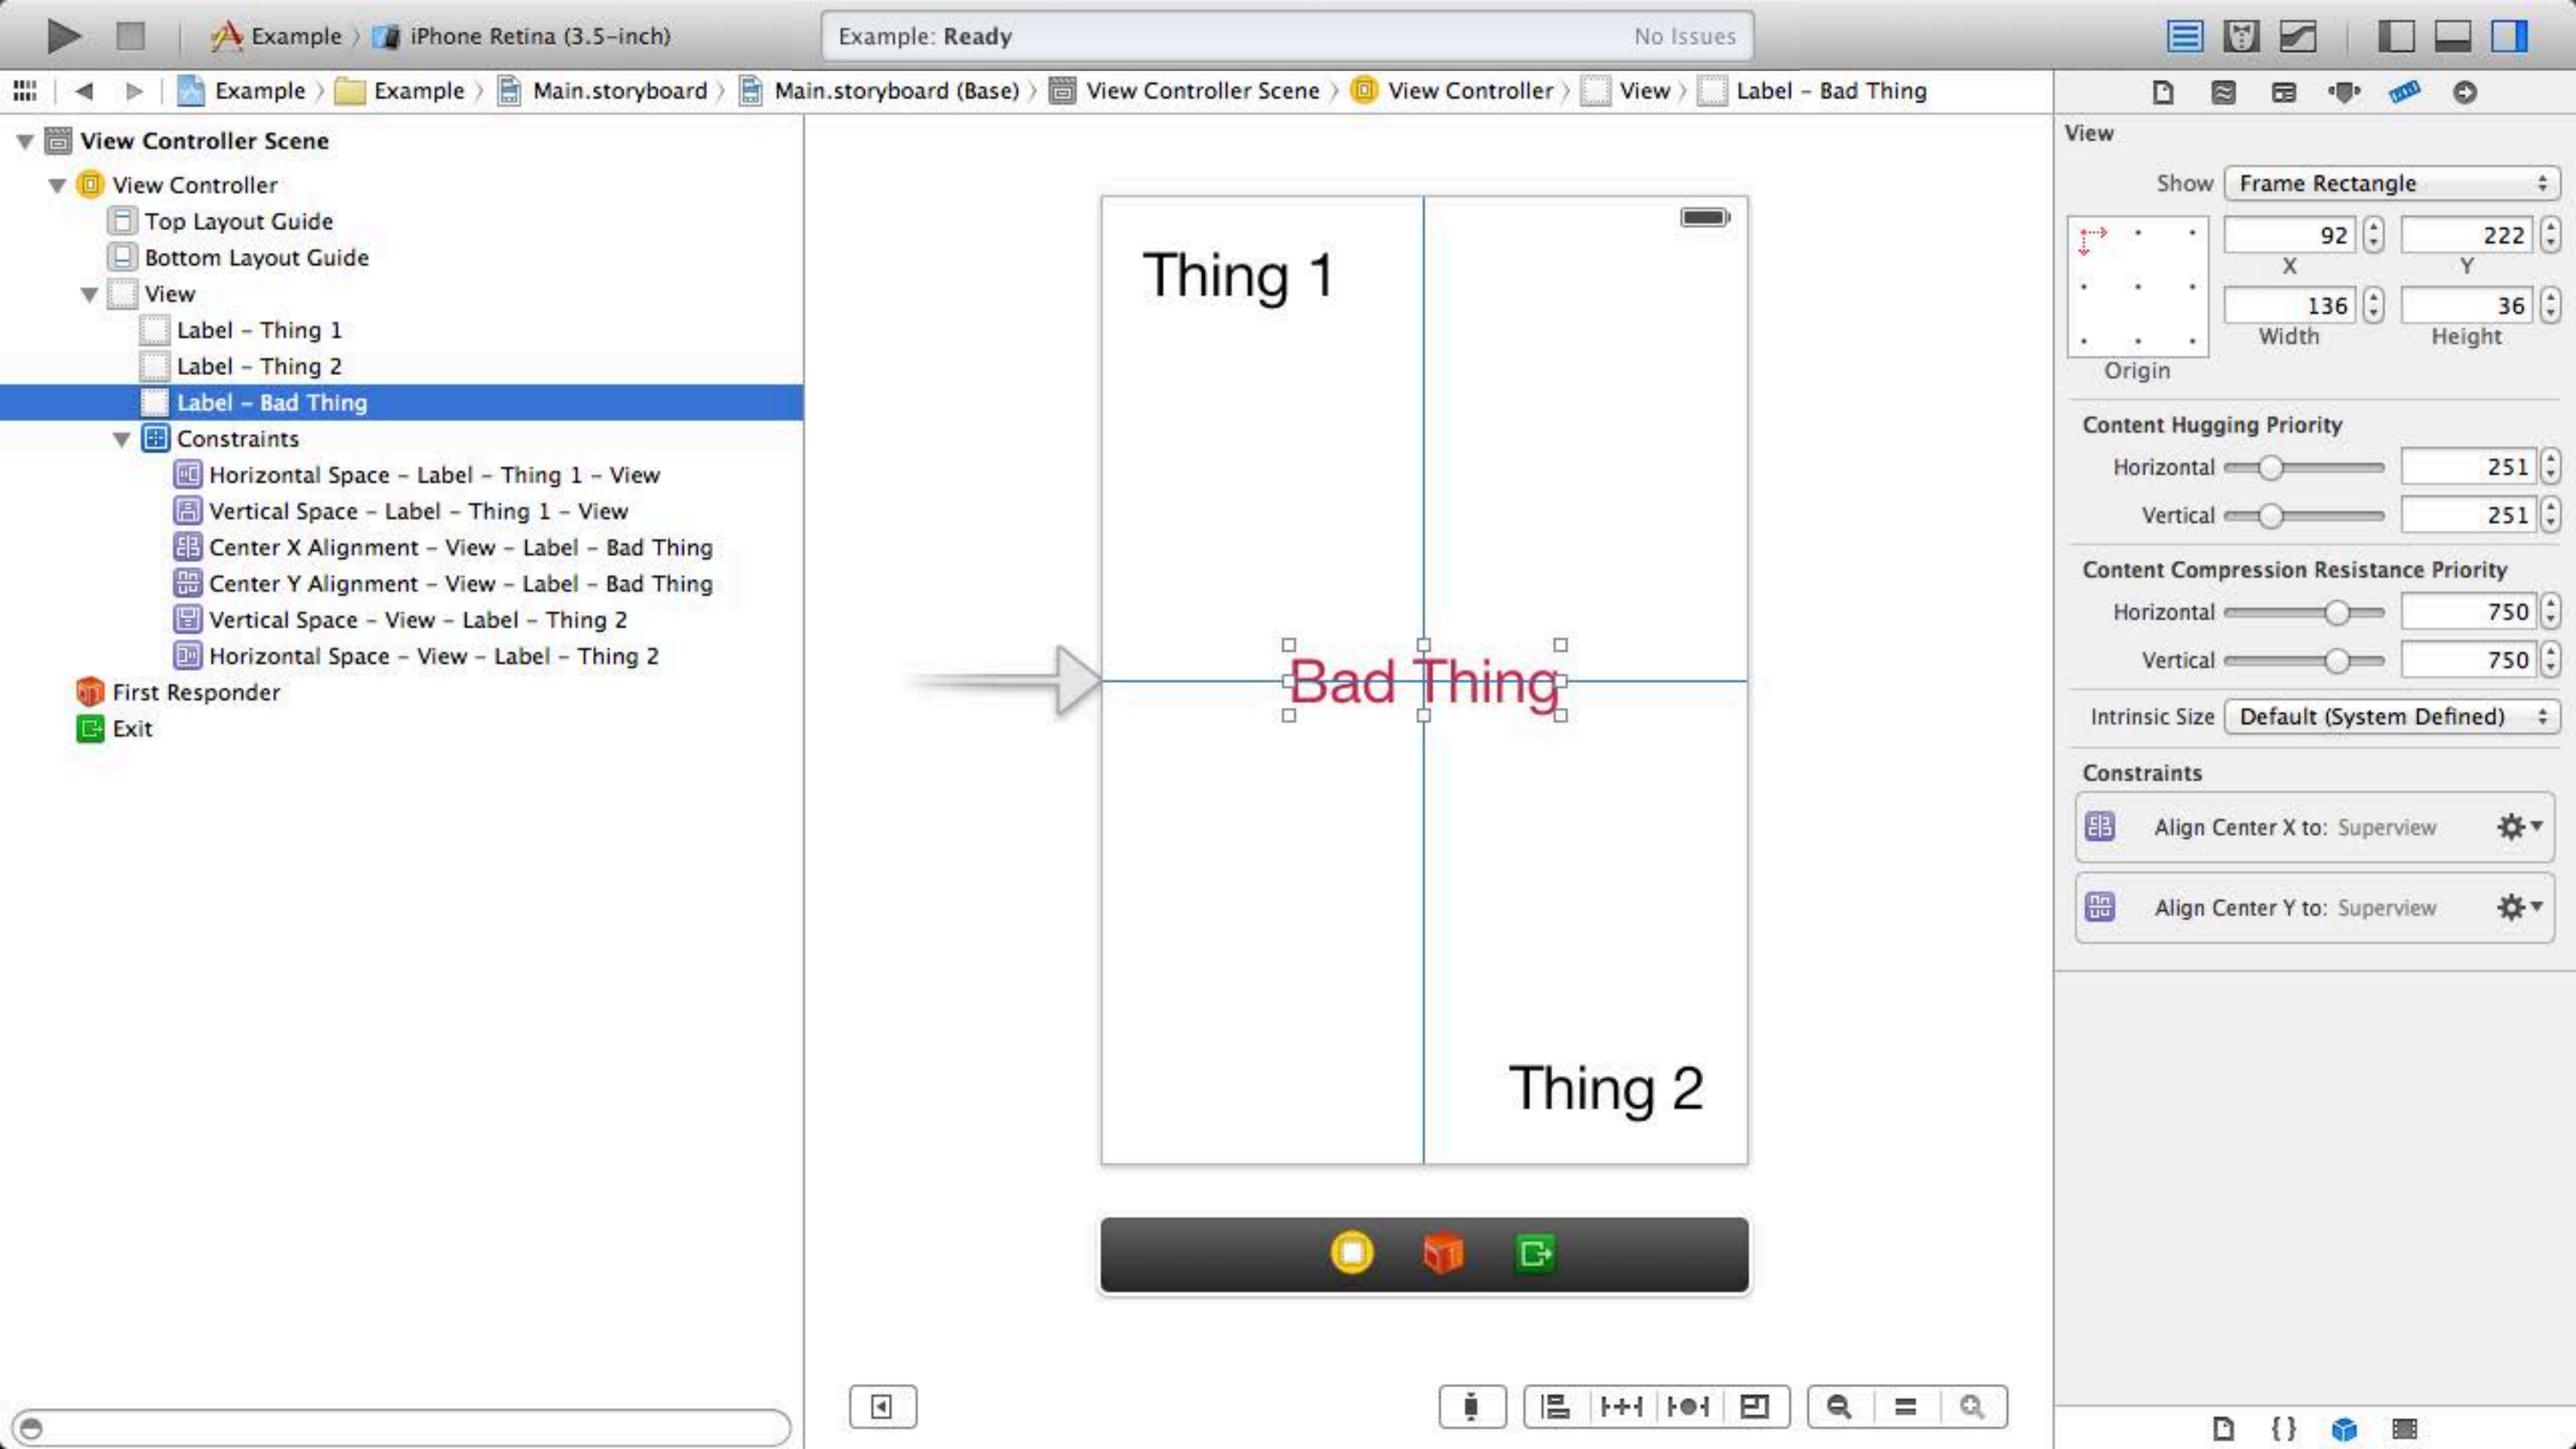 Example 〉 iPhone Retina (3.5-inch)
Example: Ready
No Issues
Example 〉 Example 〉 Main.storyboard 〉 Main.storyboard (Base) 〉 View Controller Scene 〉 View Controller 〉 View 〉 Label – Bad Thing
View Controller Scene
View Controller
Top Layout Guide
Bottom Layout Guide
View
Label – Thing 1
Label – Thing 2
Label – Bad Thing
Constraints
Horizontal Space – Label – Thing 1 – View
Vertical Space – Label – Thing 1 – View
Center X Alignment – View – Label – Bad Thing
Center Y Alignment – View – Label – Bad Thing
Vertical Space – View – Label – Thing 2
Horizontal Space – View – Label – Thing 2
First Responder
Exit
Thing 1
Bad Thing
Thing 2
View
Show Frame Rectangle
92 222
X Y
136 36
Width Height
Origin
Content Hugging Priority
Horizontal 251
Vertical 251
Content Compression Resistance Priority
Horizontal 750
Vertical 750
Intrinsic Size Default (System Defined)
Constraints
Align Center X to: Superview
Align Center Y to: Superview